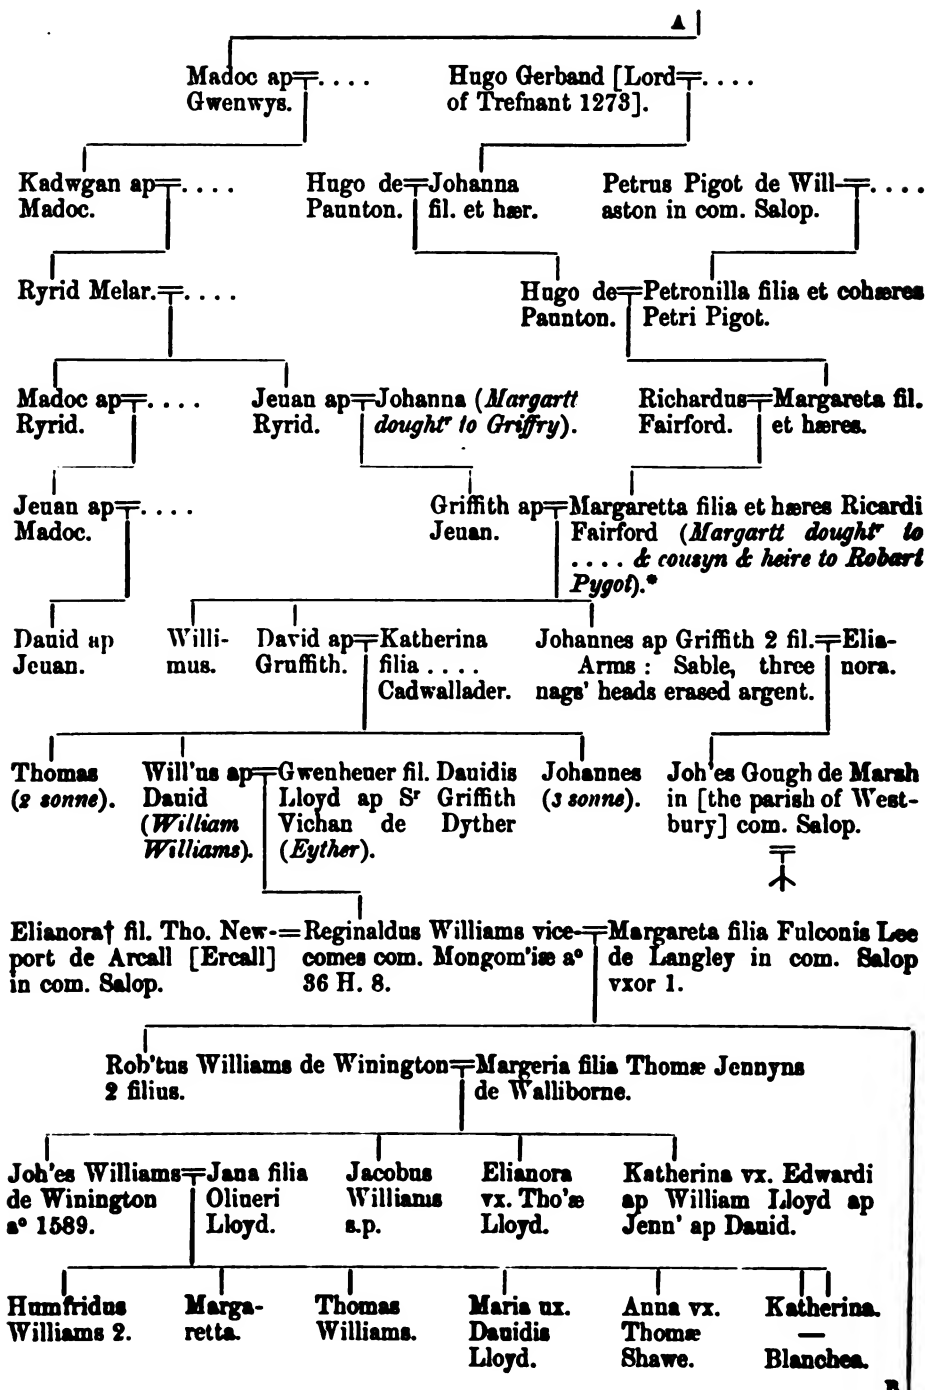 A
Madoc ap=. . . .
Gwenwys.
Hugo Gerband [Lord=. . . .
of Trefnant 1273].
Kadwgan ap=. . . .
Madoc.
Hugo de=Johanna
Paunton. fil. et hær.
Petrus Pigot de Will-=. . . .
aston in com. Salop.
Ryrid Melar.=. . . .
Hugo de=Petronilla filia et cohæres
Paunton. Petri Pigot.
Madoc ap=. . . .
Ryrid.
Jeuan ap=Johanna (Margartt
Ryrid. doughtʳ to Griffry).
Richardus=Margareta fil.
Fairford. et hæres.
Jeuan ap=. . . .
Madoc.
Griffith ap=Margaretta filia et hæres Ricardi
Jeuan. Fairford (Margartt doughtʳ to
. . . . & cousyn & heire to Robart
Pygot).*
Dauid ap
Jeuan.
Willi-
mus.
David ap=Katherina
Gruffith. filia . . . .
Cadwallader.
Johannes ap Griffith 2 fil.=Elia-
Arms : Sable, three nora.
nags' heads erased argent.
Thomas
(2 sonne).
Will'us ap=Gwenheuer fil. Dauidis
Dauid Lloyd ap Sʳ Griffith
(William Vichan de Dyther
Williams). (Eyther).
Johannes
(3 sonne).
Joh'es Gough de Marsh
in [the parish of West-
bury] com. Salop.
Elianora† fil. Tho. New-=Reginaldus Williams vice-=Margareta filia Fulconis Lee
port de Arcall [Ercall] comes com. Mongom'iæ aº de Langley in com. Salop
in com. Salop. 36 H. 8. vxor 1.
Rob'tus Williams de Winington=Margeria filia Thomæ Jennyns
2 filius. de Walliborne.
Joh'es Williams=Jana filia
de Winington Oliueri
aº 1589. Lloyd.
Jacobus
Williams
s.p.
Elianora
vx. Tho'æ
Lloyd.
Katherina vx. Edwardi
ap William Lloyd ap
Jenn' ap Dauid.
Humfridus
Williams 2.
Marga-
retta.
Thomas
Williams.
Maria ux.
Dauidis
Lloyd.
Anna vx.
Thomæ
Shawe.
Katherina.
—
Blanchea.
B